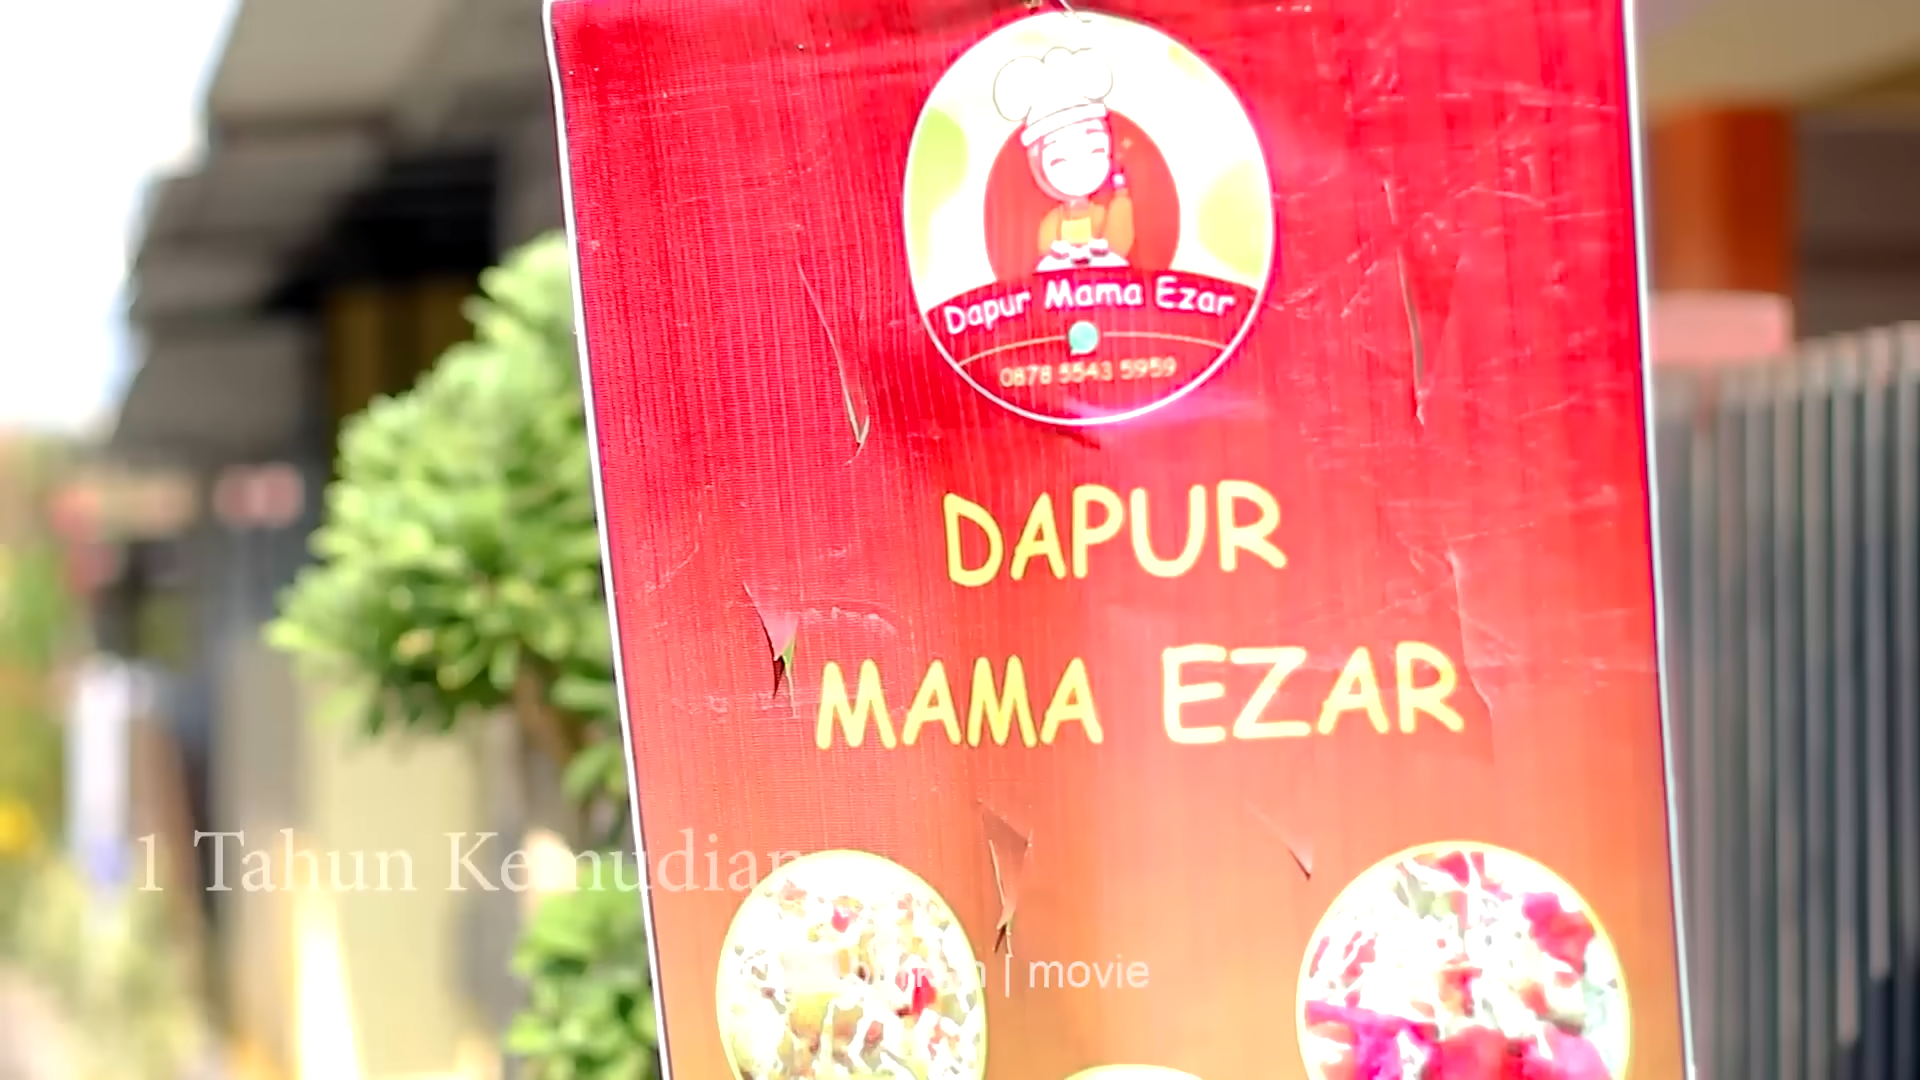 Dapur Mama Ezar
0878 5543 5959
DAPUR
MAMA EZAR
1 Tahun Kemudian
| movie